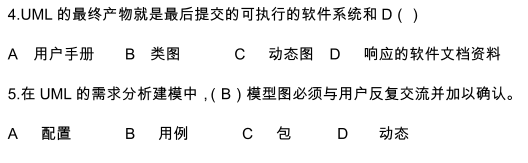 4.UML 的最终产物就是最后提交的可执行的软件系统和 D（ ）
A 用户手册 B 类图 C 动态图 D 响应的软件文档资料
5.在 UML 的需求分析建模中 ,（ B ）模型图必须与用户反复交流并加以确认。
A 配置 B 用例 C 包 D 动态